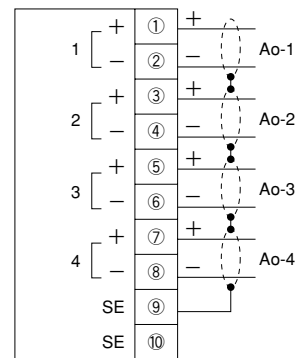 + ① +
1 Ao-1
− ② −
+ ③ +
2 Ao-2
− ④ −
+ ⑤ +
3 Ao-3
− ⑥ −
+ ⑦ +
4 Ao-4
− ⑧ −
SE ⑨
SE ⑩